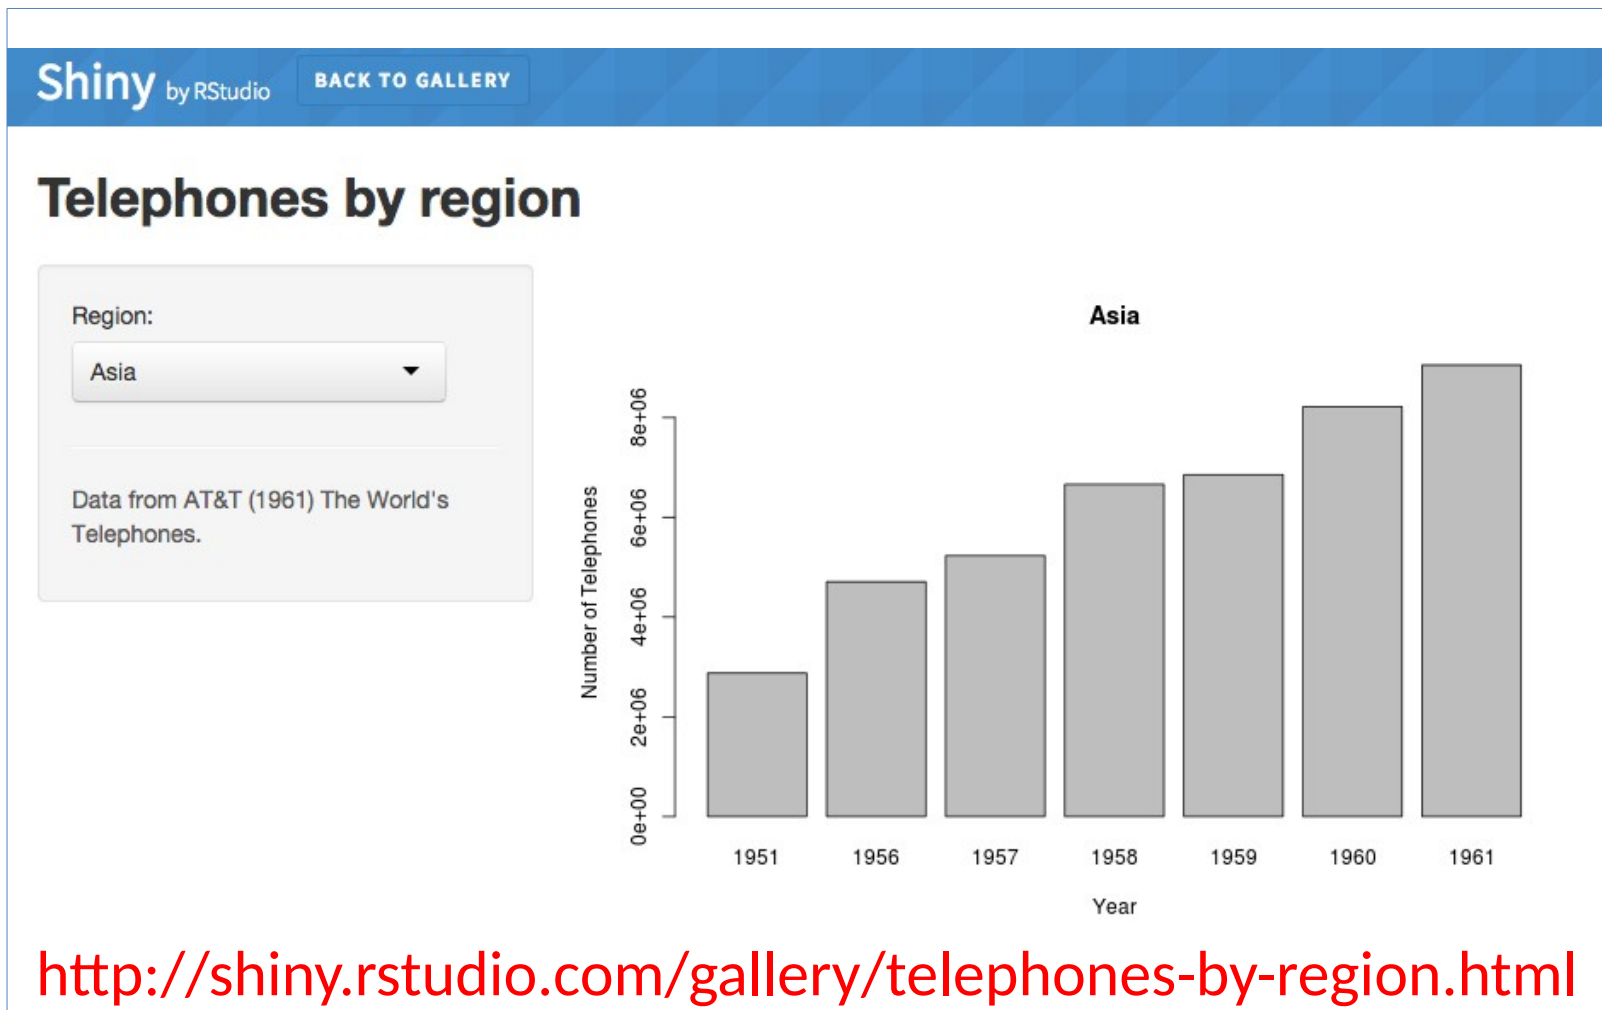 Shiny by RStudio BACK TO GALLERY
Telephones by region
Region:
Asia
Data from AT&T (1961) The World's
Telephones.
Asia
Number of Telephones
8e+06
6e+06
4e+06
2e+06
0e+00
1951 1956 1957 1958 1959 1960 1961
Year
http://shiny.rstudio.com/gallery/telephones-by-region.html